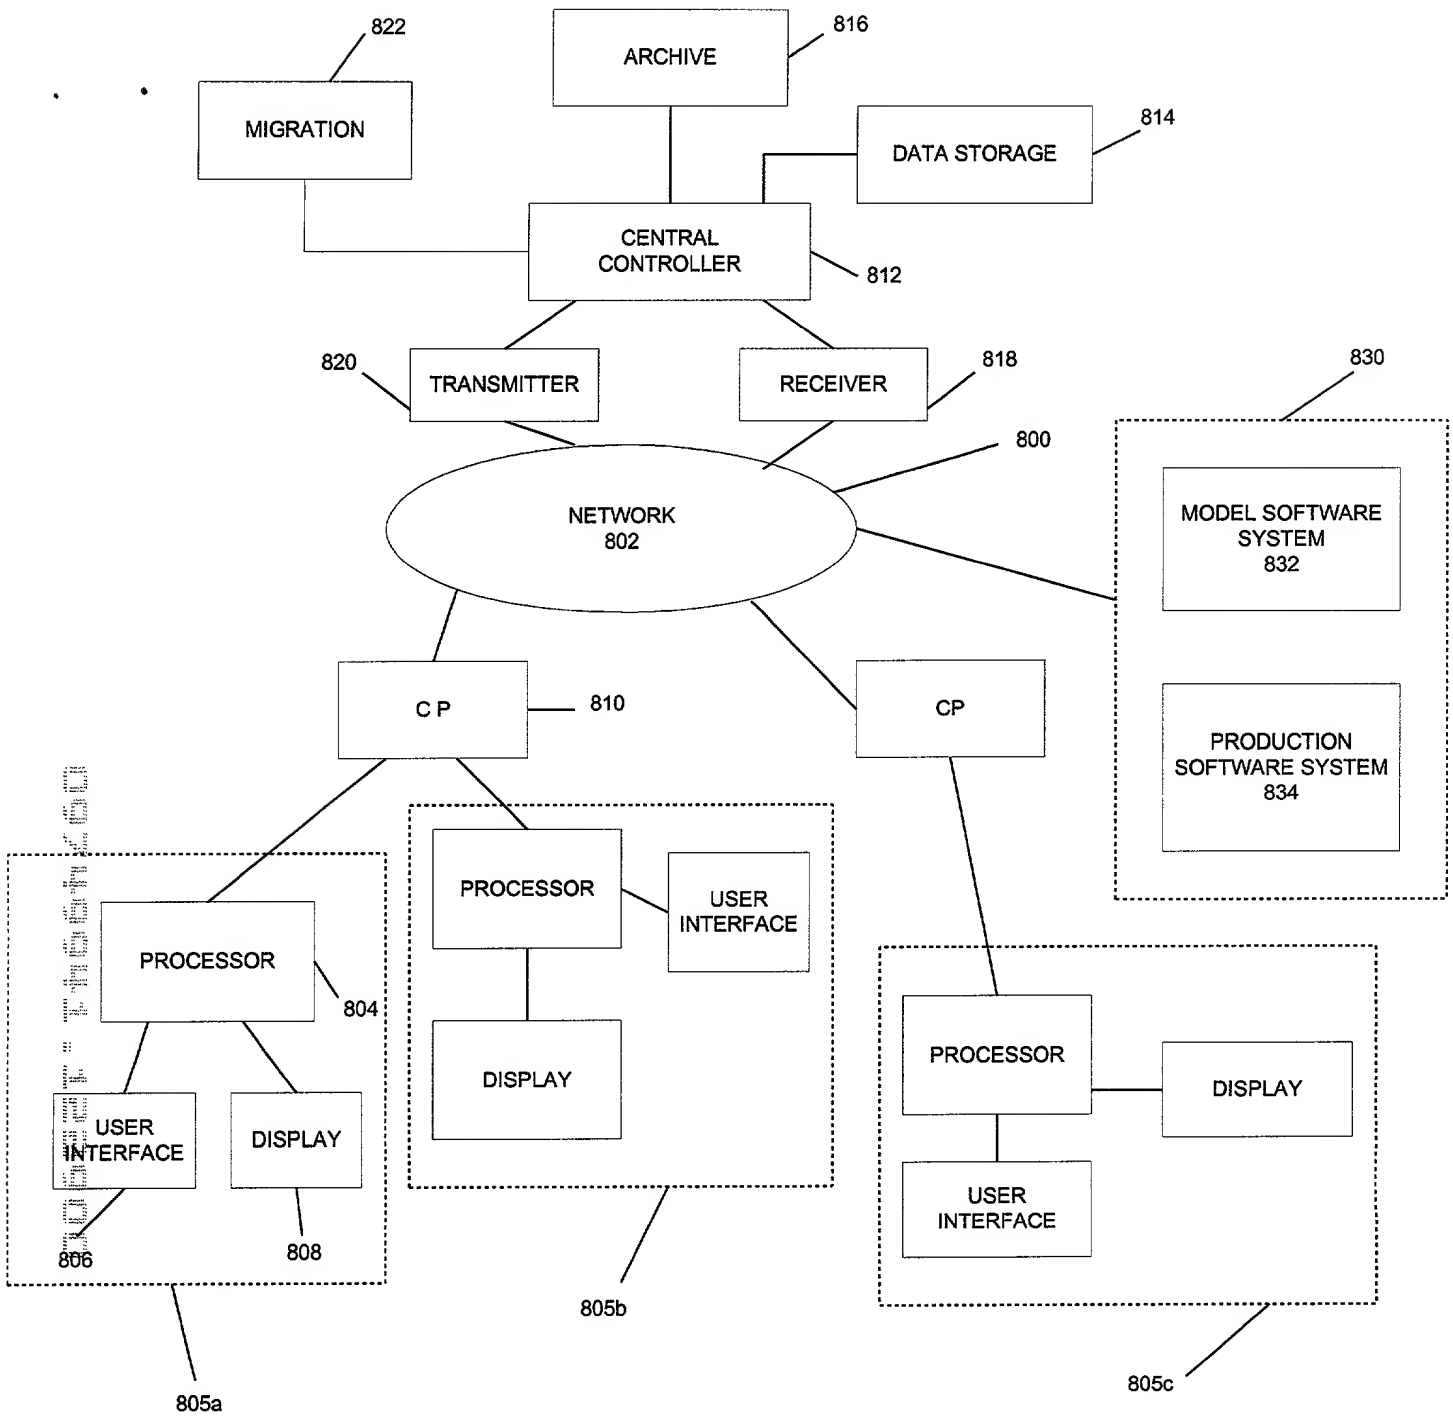 822
816
ARCHIVE
814
MIGRATION
DATA STORAGE
CENTRAL
CONTROLLER
812
820
818
830
TRANSMITTER
RECEIVER
800
NETWORK
802
MODEL SOFTWARE
SYSTEM
832
C P
810
CP
PRODUCTION
SOFTWARE SYSTEM
834
PROCESSOR
USER
INTERFACE
PROCESSOR
804
DISPLAY
PROCESSOR
DISPLAY
USER
INTERFACE
DISPLAY
USER
INTERFACE
806
808
805b
805c
805a